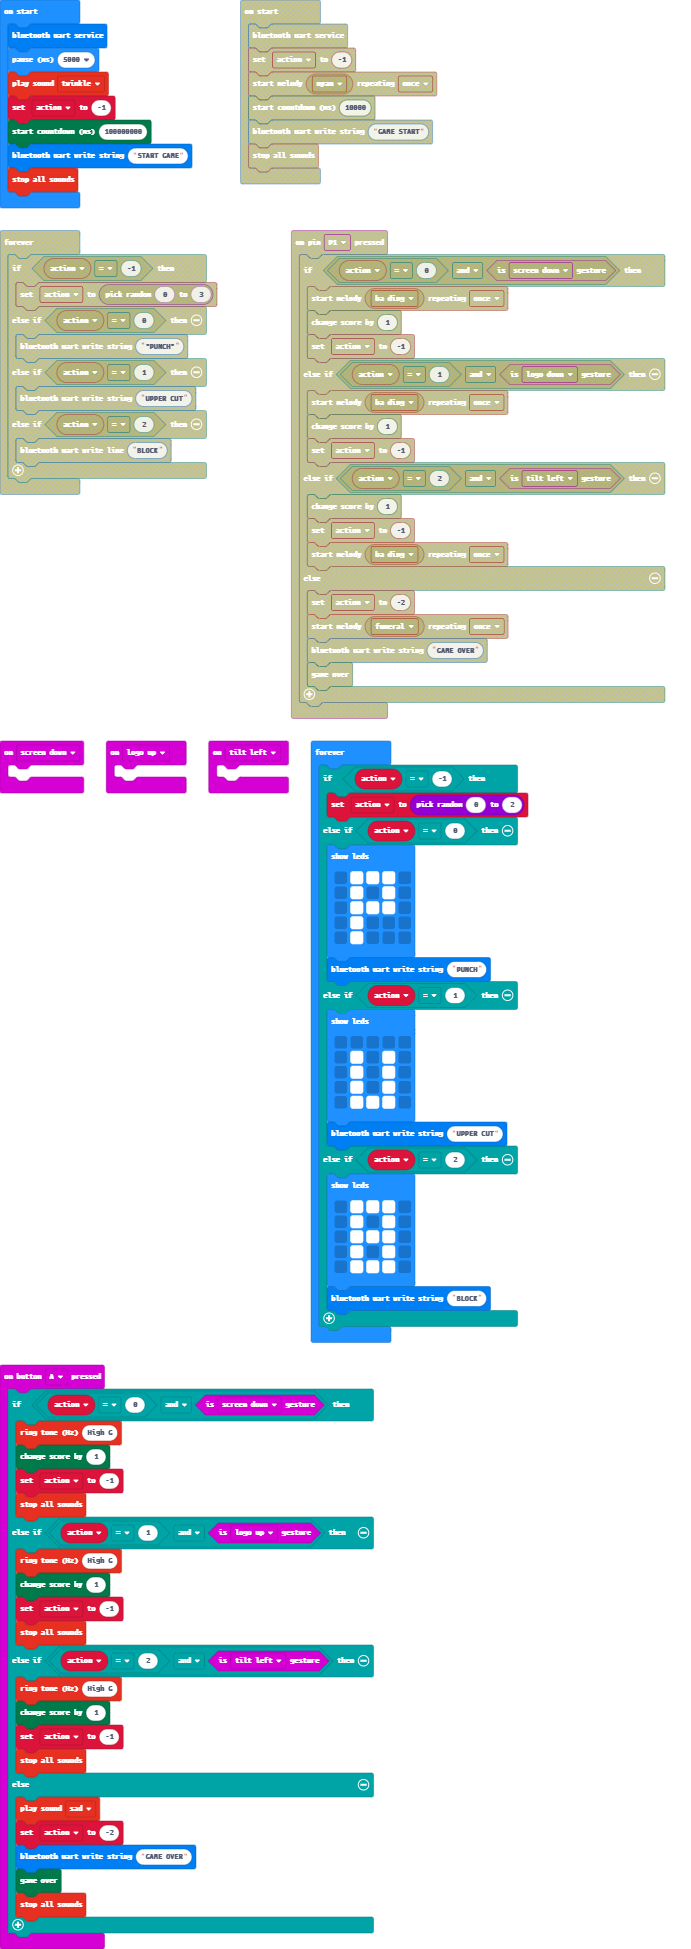 on start
bluetooth uart service
pause (ms) 5000
play sound twinkle
set action to -1
start countdown (ms) 100000000
bluetooth uart write string "START GAME"
stop all sounds
on start
bluetooth uart service
set action to -1
start melody nyan repeating once
start countdown (ms) 10000
bluetooth uart write string "GAME START"
stop all sounds
forever
if action = -1 then
set action to pick random 0 to 3
else if action = 0 then
bluetooth uart write string ""PUNCH"
else if action = 1 then
bluetooth uart write string "UPPER CUT"
else if action = 2 then
bluetooth uart write line "BLOCK"
on pin P1 pressed
if action = 0 and is screen down gesture then
start melody ba ding repeating once
change score by 1
set action to -1
else if action = 1 and is logo down gesture then
start melody ba ding repeating once
change score by 1
set action to -1
else if action = 2 and is tilt left gesture then
change score by 1
set action to -1
start melody ba ding repeating once
else
set action to -2
start melody funeral repeating once
bluetooth uart write string "GAME OVER"
game over
on screen down
on logo up
on tilt left
forever
if action = -1 then
set action to pick random 0 to 2
else if action = 0 then
show leds
bluetooth uart write string "PUNCH"
else if action = 1 then
show leds
bluetooth uart write string "UPPER CUT"
else if action = 2 then
show leds
bluetooth uart write string "BLOCK"
on button A pressed
if action = 0 and is screen down gesture then
ring tone (Hz) High G
change score by 1
set action to -1
stop all sounds
else if action = 1 and is logo up gesture then
ring tone (Hz) High G
change score by 1
set action to -1
stop all sounds
else if action = 2 and is tilt left gesture then
ring tone (Hz) High G
change score by 1
set action to -1
stop all sounds
else
play sound sad
set action to -2
bluetooth uart write string "GAME OVER"
game over
stop all sounds